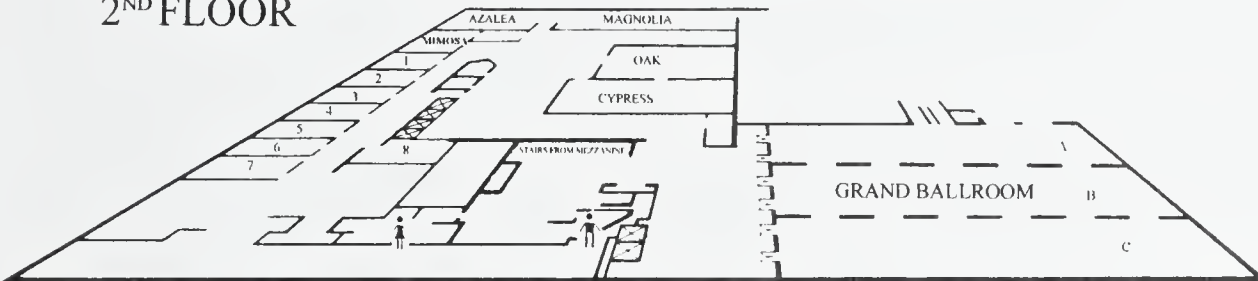 2ND FLOOR
AZALEA
MAGNOLIA
MIMOSA
1
OAK
2
3
CYPRESS
4
5
6
7
8
STAIRS FROM MEZZANINE
A
GRAND BALLROOM
B
C